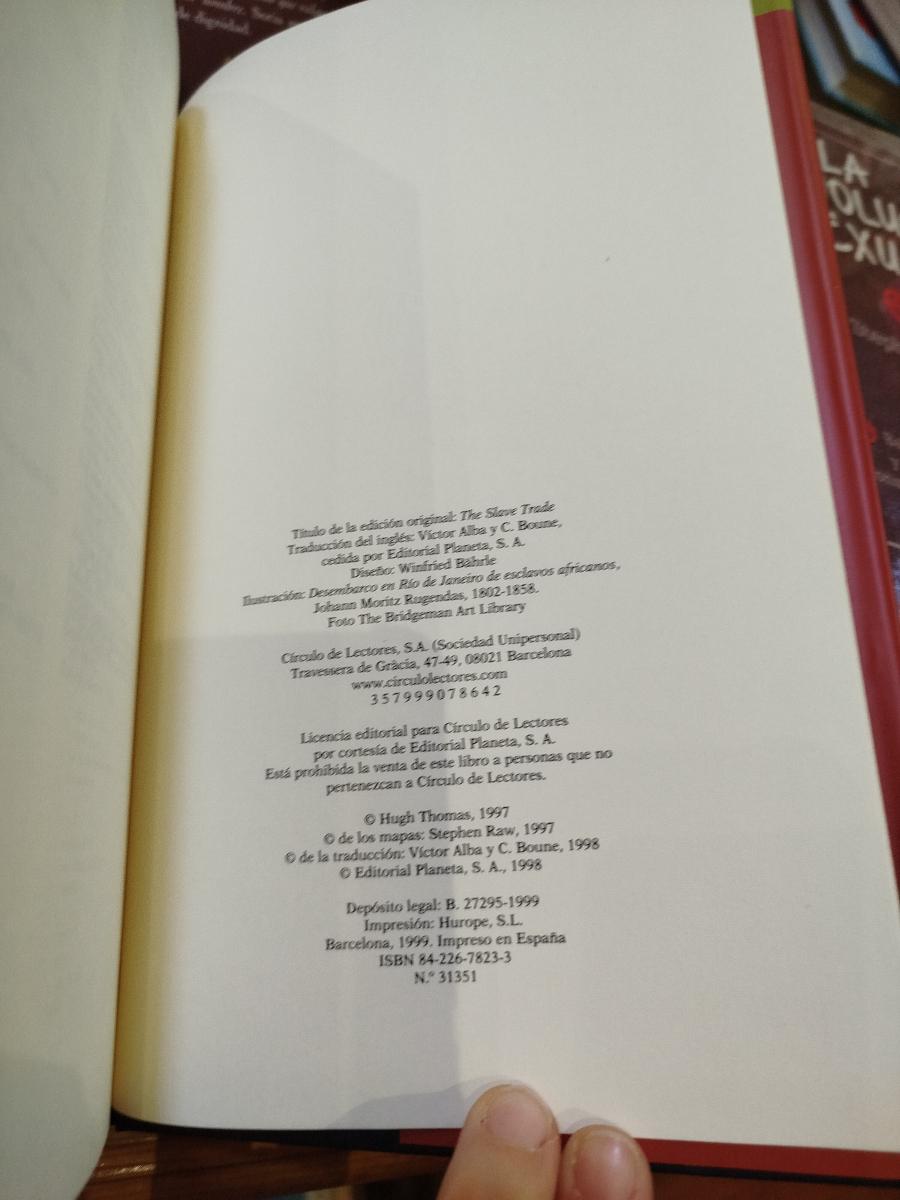 de dignidad.
LA
OLU
EXU
Título de la edición original: The Slave Trade
Traducción del inglés: Víctor Alba y C. Boune,
cedida por Editorial Planeta, S. A.
Diseño: Winfried Bährle
Ilustración: Desembarco en Río de Janeiro de esclavos africanos,
Johann Moritz Rugendas, 1802-1858.
Foto The Bridgeman Art Library
Círculo de Lectores, S.A. (Sociedad Unipersonal)
Travessera de Gràcia, 47-49, 08021 Barcelona
www.circulolectores.com
3 5 7 9 9 9 0 7 8 6 4 2
Licencia editorial para Círculo de Lectores
por cortesía de Editorial Planeta, S. A.
Está prohibida la venta de este libro a personas que no
pertenezcan a Círculo de Lectores.
© Hugh Thomas, 1997
© de los mapas: Stephen Raw, 1997
© de la traducción: Víctor Alba y C. Boune, 1998
© Editorial Planeta, S. A., 1998
Depósito legal: B. 27295-1999
Impresión: Hurope, S.L.
Barcelona, 1999. Impreso en España
ISBN 84-226-7823-3
N.º 31351